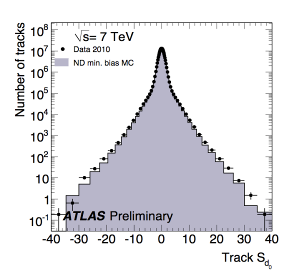 √s= 7 TeV
Data 2010
ND min. bias MC
Number of tracks
10⁸
10⁷
10⁶
10⁵
10⁴
10³
10²
10
1
10⁻¹
ATLAS Preliminary
-40 -30 -20 -10 0 10 20 30 40
Track S_d₀